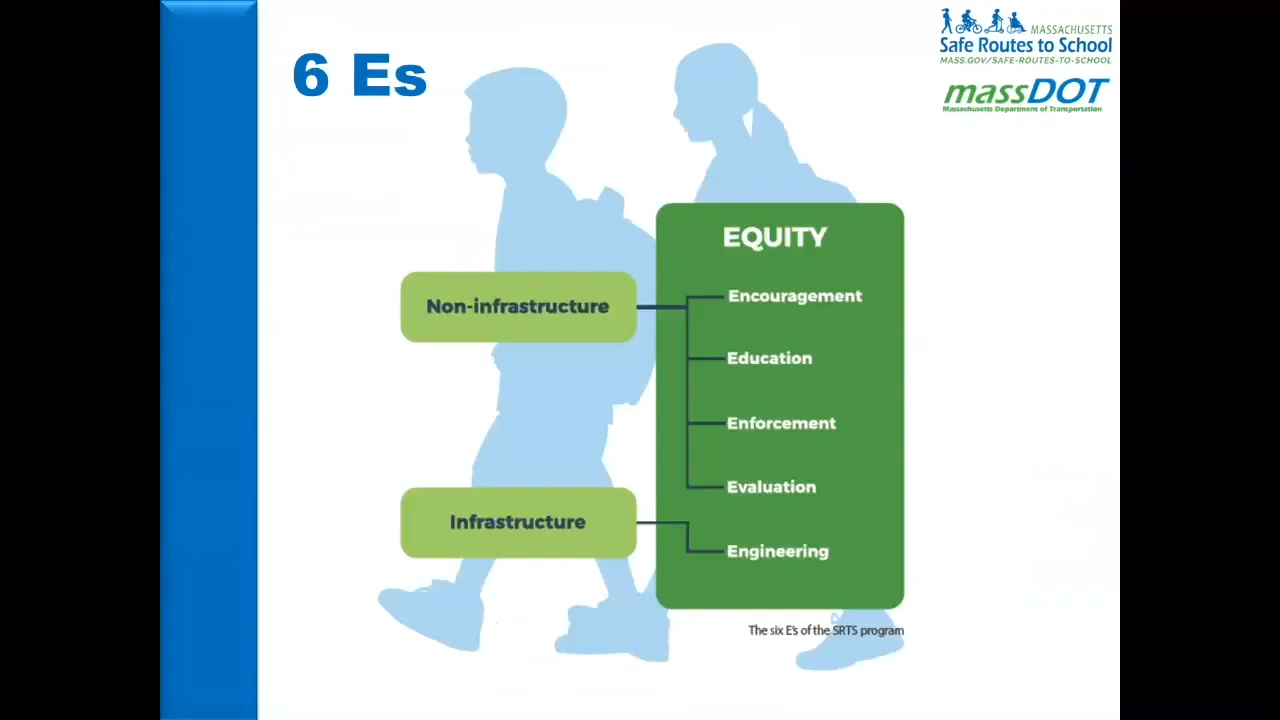 6 Es
MASSACHUSETTS
Safe Routes to School
MASS.GOV/SAFE-ROUTES-TO-SCHOOL
massDOT
Massachusetts Department of Transportation
EQUITY
Non-infrastructure
Encouragement
Education
Enforcement
Evaluation
Infrastructure
Engineering
The six E's of the SRTS program